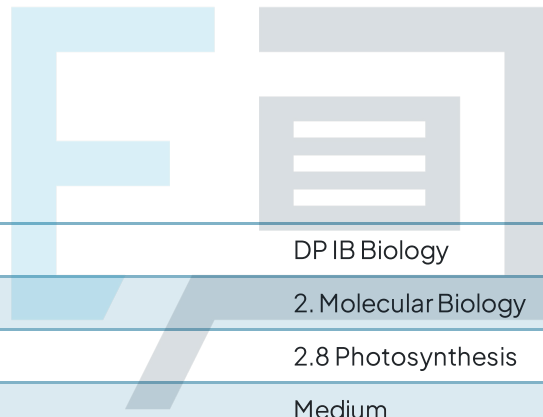 DP IB Biology
2. Molecular Biology
2.8 Photosynthesis
Medium